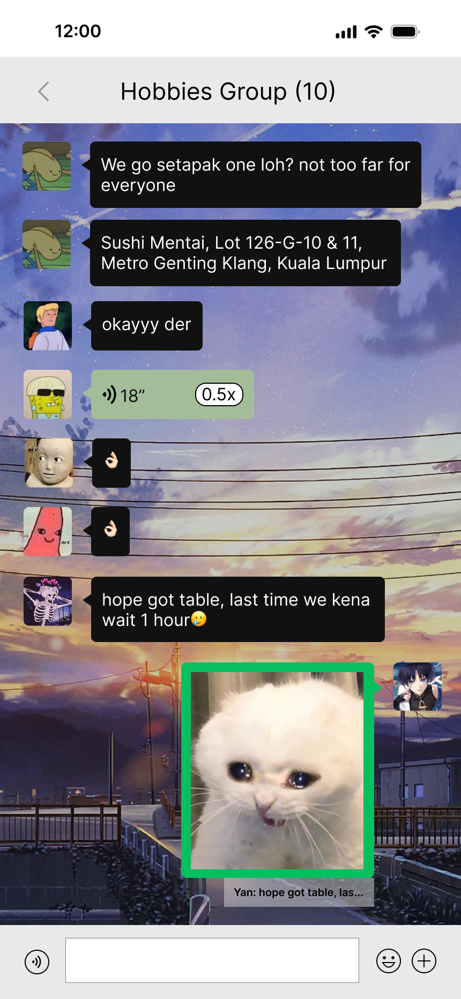 12:00
Hobbies Group (10)
We go setapak one loh? not too far for
everyone
Sushi Mentai, Lot 126-G-10 & 11,
Metro Genting Klang, Kuala Lumpur
okayyy der
18”
0.5x
👌🏻
do it
👌🏻
hope got table, last time we kena
wait 1 hour🥲
Yan: hope got table, las...